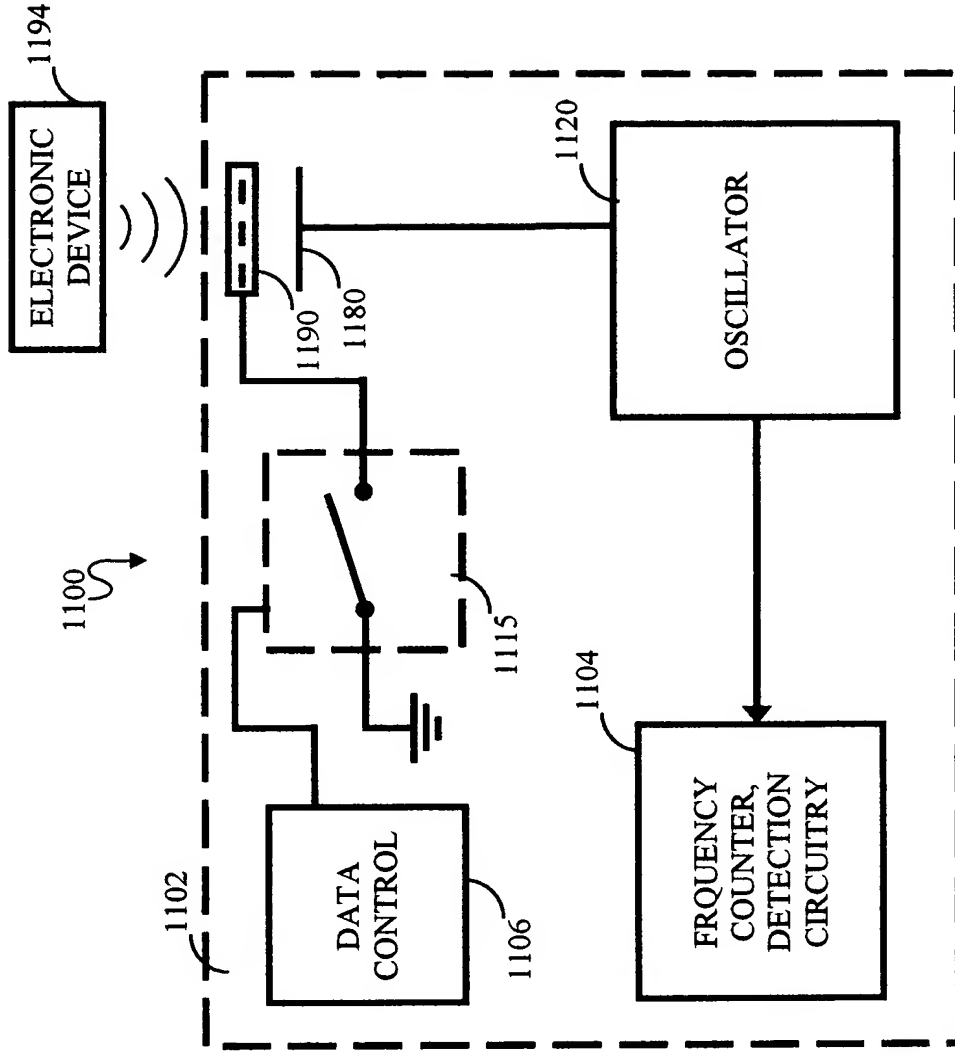 ELECTRONIC
DEVICE
1194
1100
1102
1190
1180
DATA
CONTROL
1106
1115
1104
1120
FRQUENCY
COUNTER,
DETECTION
CIRCUITRY
OSCILLATOR